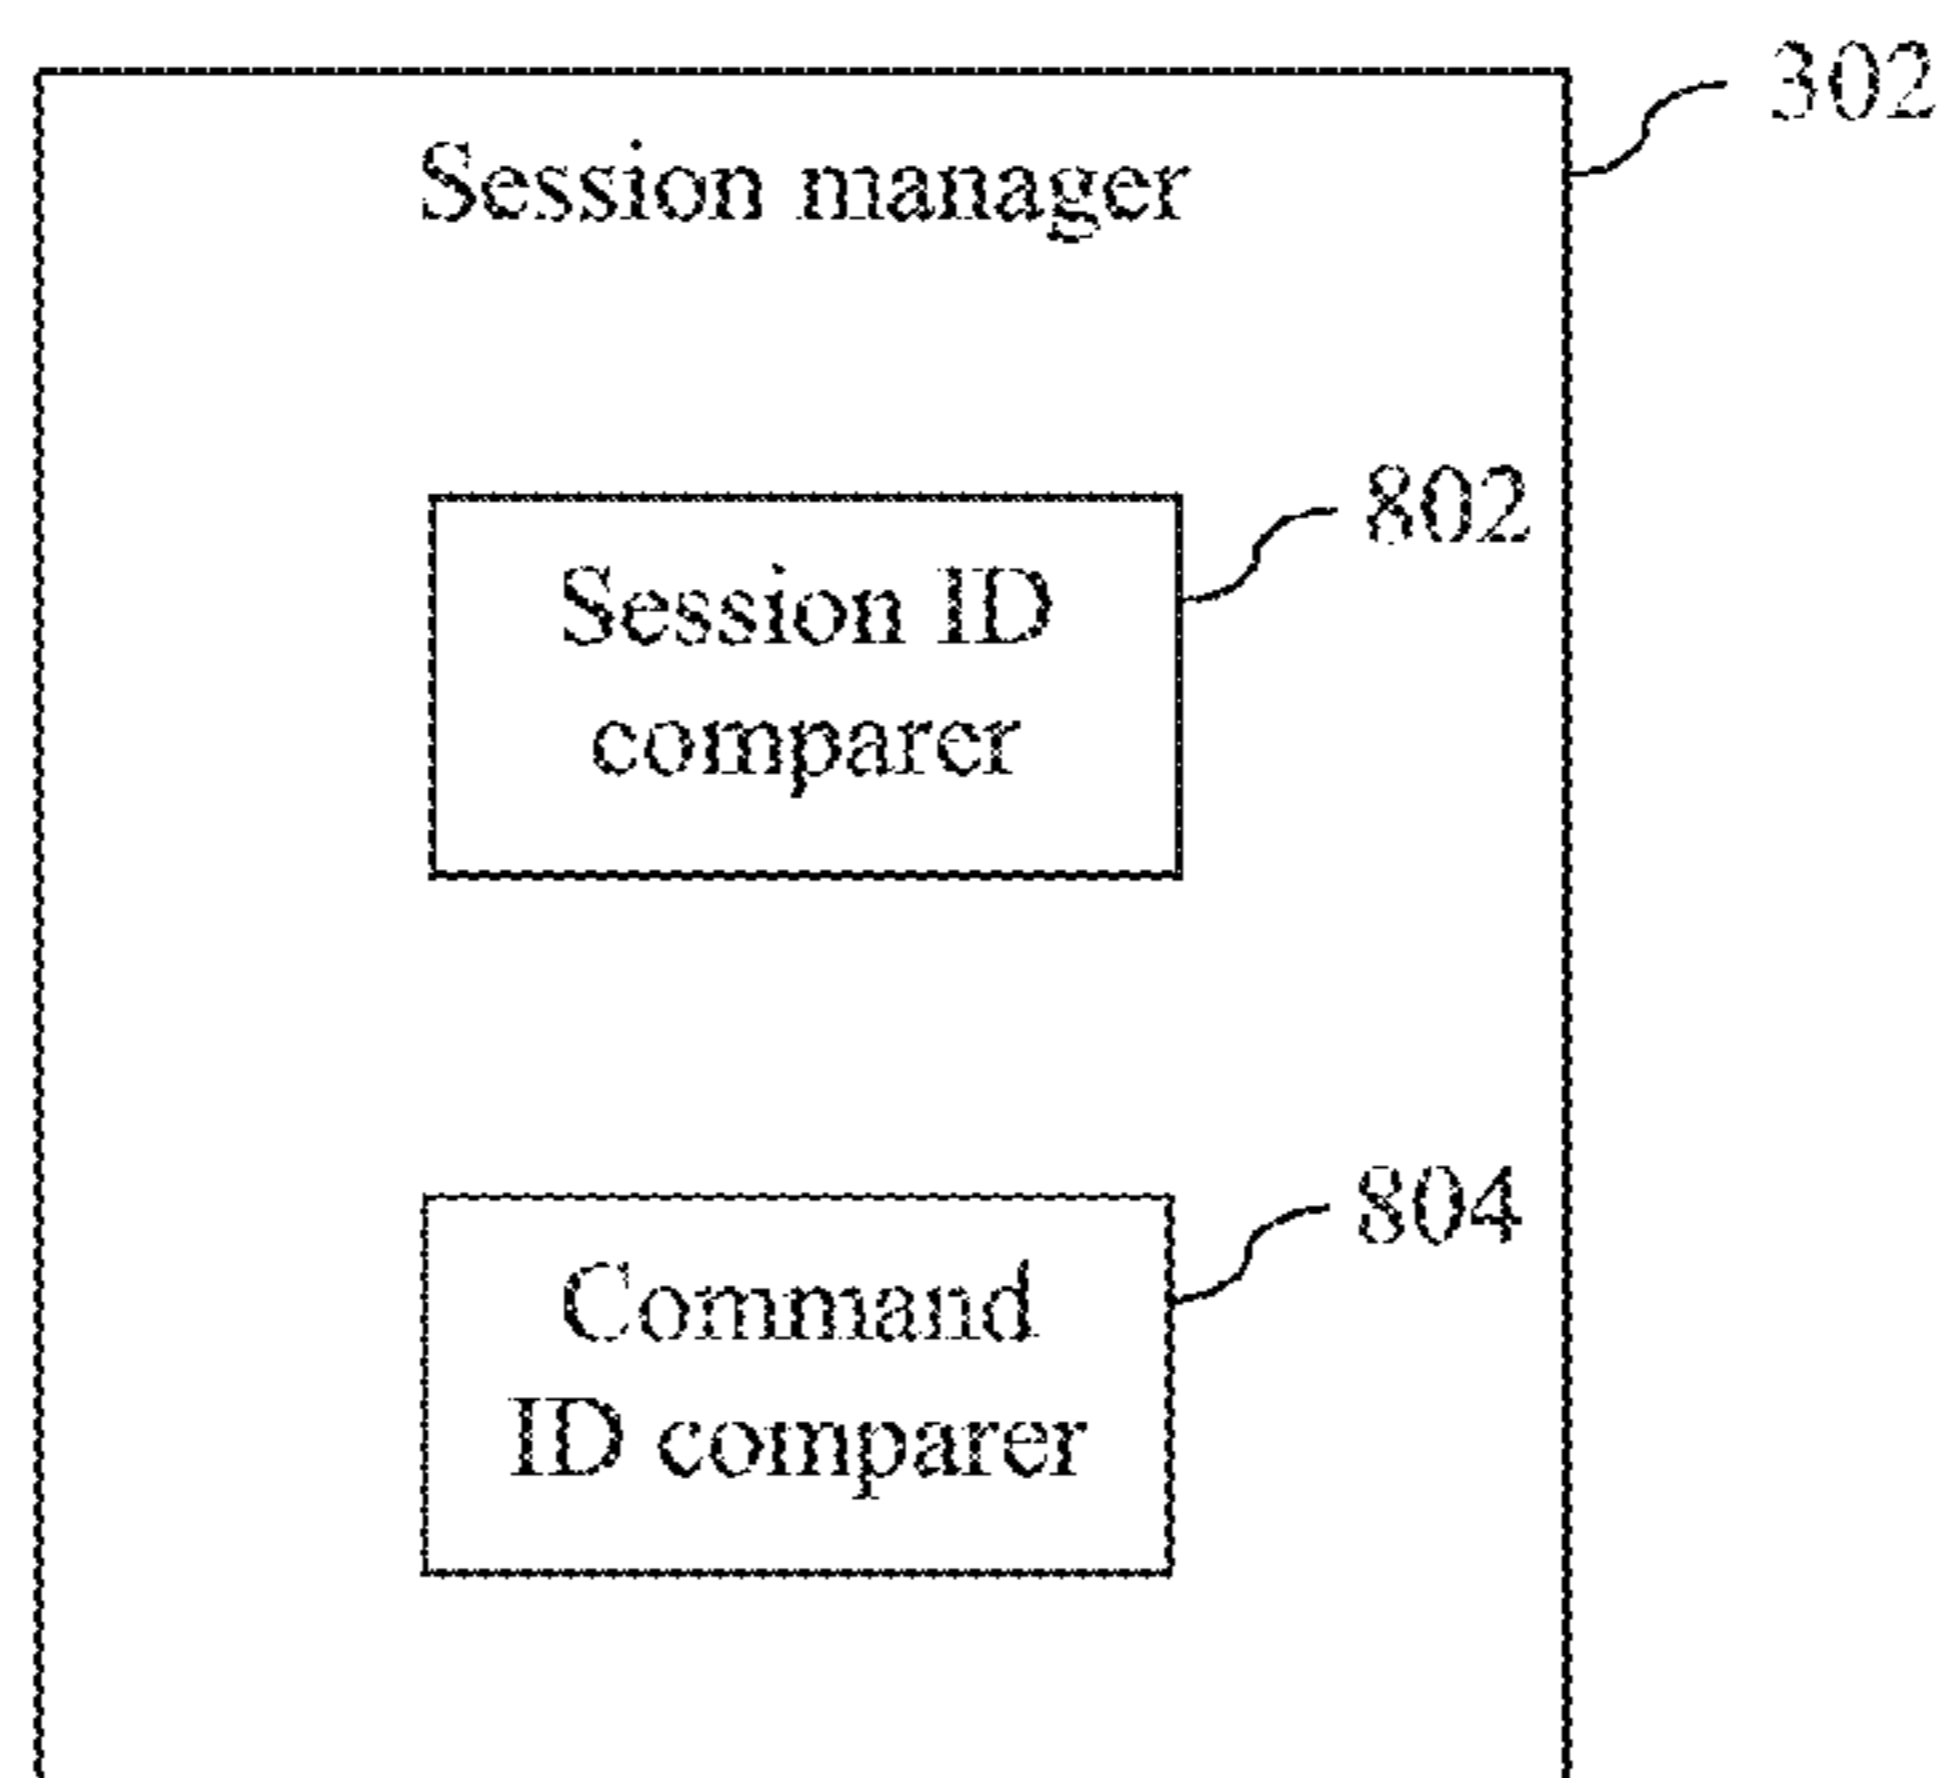 302
Session manager
802
Session ID
comparer
804
Command
ID comparer